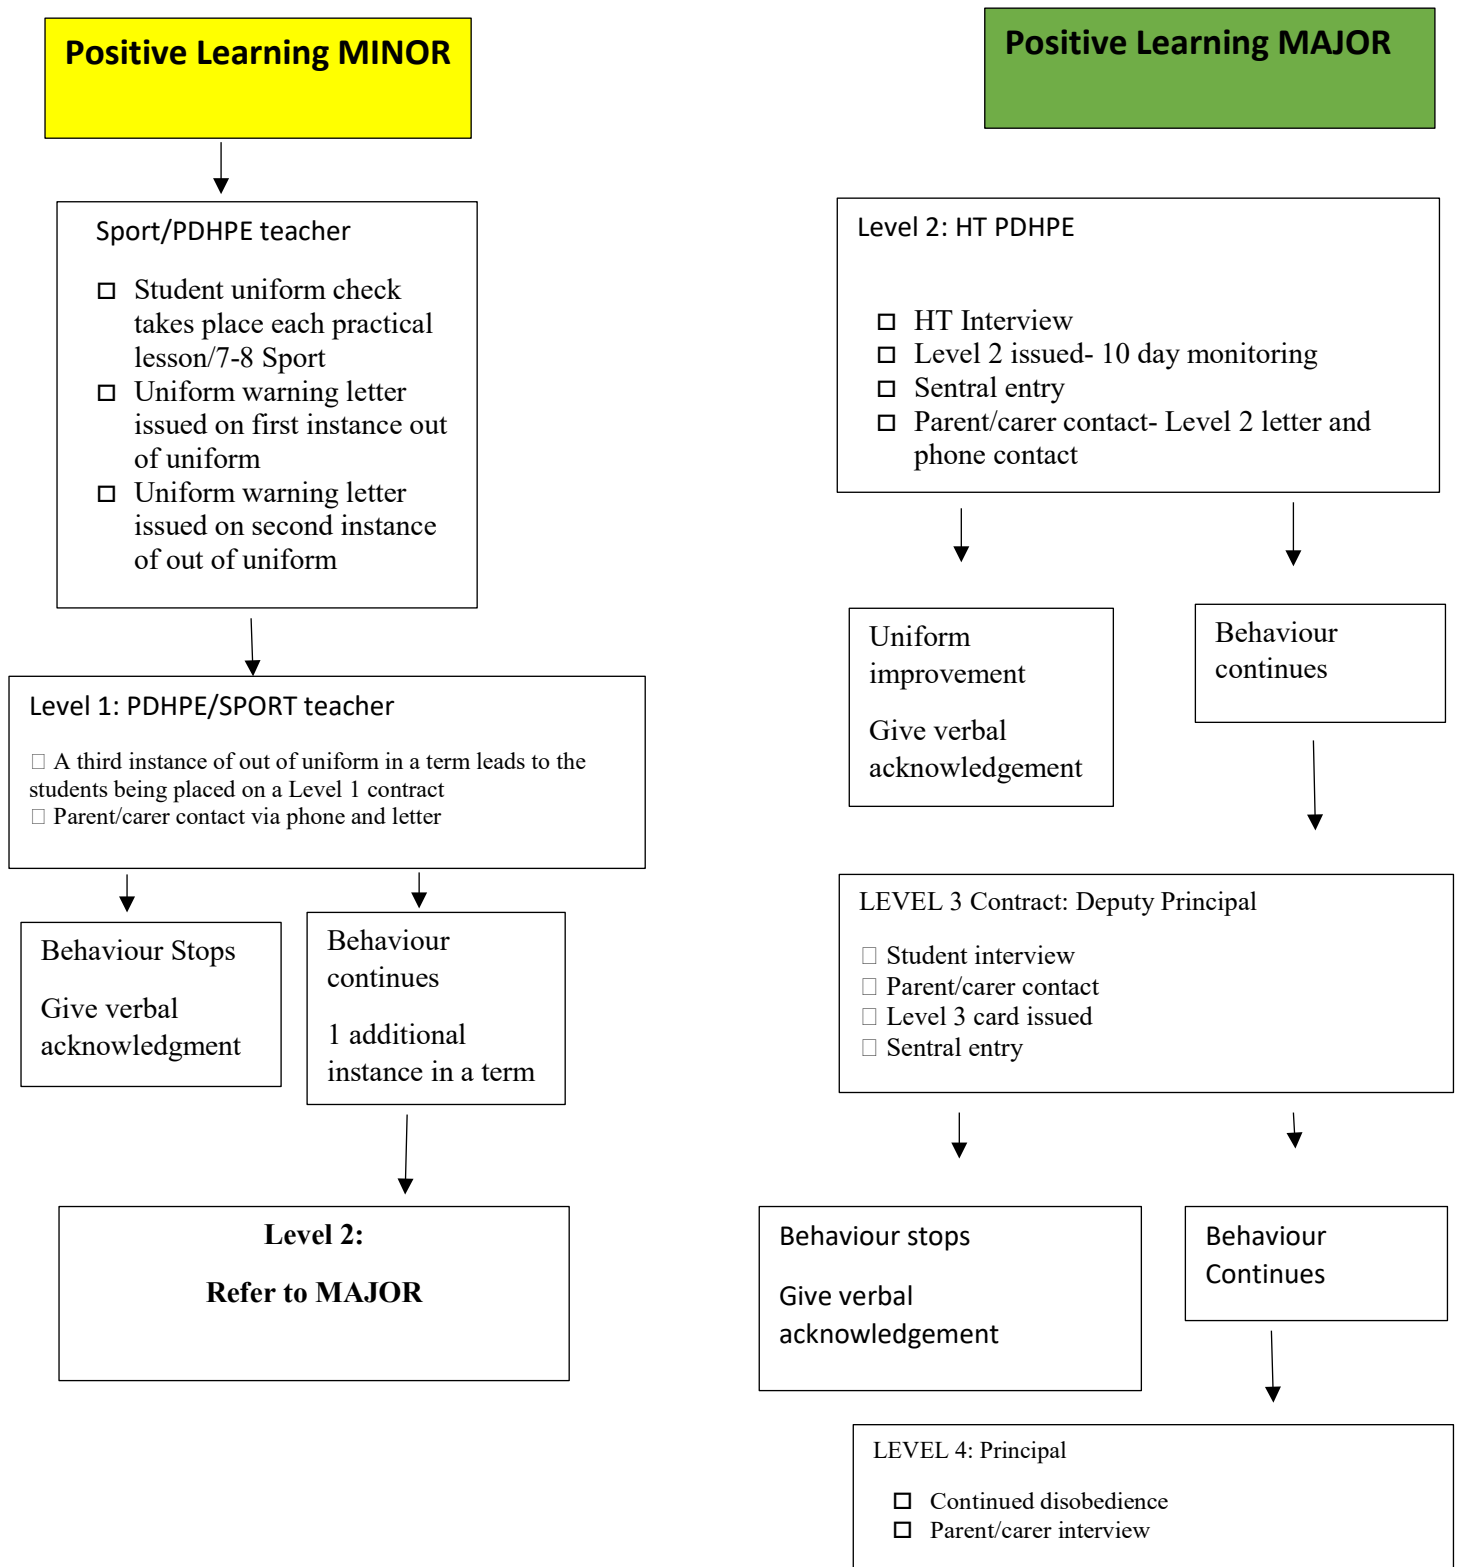 Positive Learning MINOR
Sport/PDHPE teacher
☐ Student uniform check
takes place each practical
lesson/7-8 Sport
☐ Uniform warning letter
issued on first instance out
of uniform
☐ Uniform warning letter
issued on second instance
of out of uniform
Level 1: PDHPE/SPORT teacher
☐ A third instance of out of uniform in a term leads to the
students being placed on a Level 1 contract
☐ Parent/carer contact via phone and letter
Behaviour Stops
Give verbal
acknowledgment
Behaviour
continues
1 additional
instance in a term
Level 2:
Refer to MAJOR
Positive Learning MAJOR
Level 2: HT PDHPE
☐ HT Interview
☐ Level 2 issued- 10 day monitoring
☐ Sentral entry
☐ Parent/carer contact- Level 2 letter and
phone contact
Uniform
improvement
Give verbal
acknowledgement
Behaviour
continues
LEVEL 3 Contract: Deputy Principal
☐ Student interview
☐ Parent/carer contact
☐ Level 3 card issued
☐ Sentral entry
Behaviour stops
Give verbal
acknowledgement
Behaviour
Continues
LEVEL 4: Principal
☐ Continued disobedience
☐ Parent/carer interview